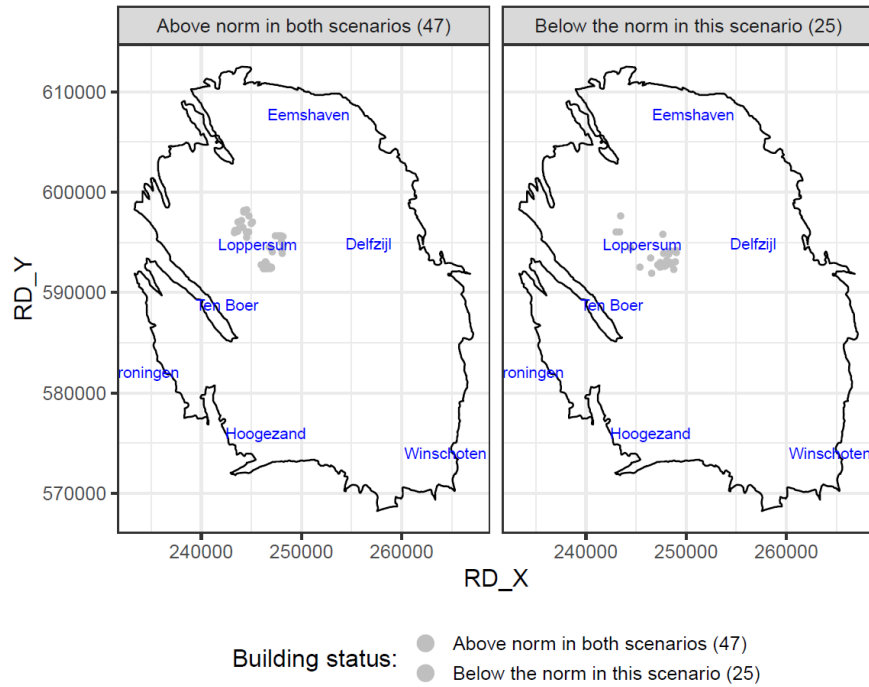 Above norm in both scenarios (47)
Below the norm in this scenario (25)
RD_Y
610000
600000
590000
580000
570000
Eemshaven
Loppersum
Delfzijl
Ten Boer
roningen
Hoogezand
Winschoten
Eemshaven
Loppersum
Delfzijl
Ten Boer
roningen
Hoogezand
Winschoten
240000 250000 260000
240000 250000 260000
RD_X
Building status:
Above norm in both scenarios (47)
Below the norm in this scenario (25)